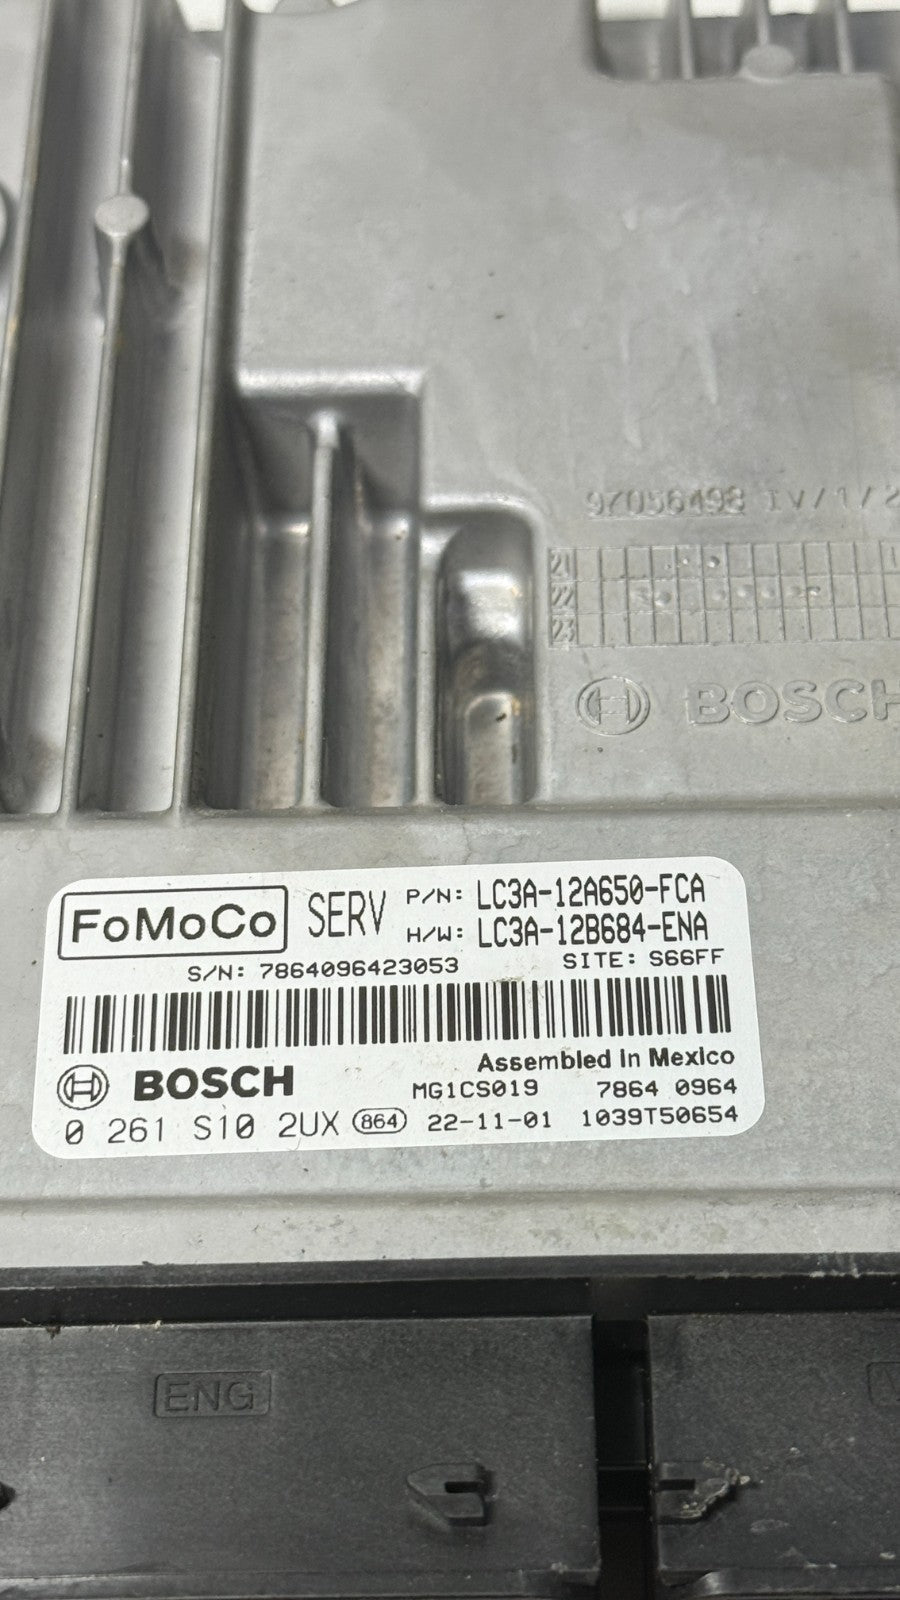 97056498 IV/1/2
21
22
23
BOSCH
FoMoCo SERV P/N: LC3A-12A650-FCA
H/W: LC3A-12B684-ENA
S/N: 7864096423053 SITE: S66FF
Assembled in Mexico
BOSCH MG1CS019 7864 0964
0 261 S10 2UX 864 22-11-01 1039T50654
ENG